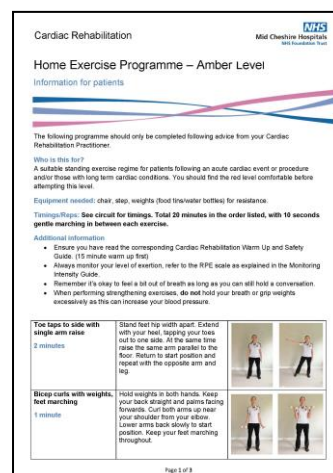 Cardiac Rehabilitation
NHS
Mid Cheshire Hospitals
NHS Foundation Trust
Home Exercise Programme – Amber Level
Information for patients
The following programme should only be completed following advice from your Cardiac
Rehabilitation Practitioner.
Who is this for?
A suitable standing exercise regime for patients following an acute cardiac event or procedure
and/or those with long term cardiac conditions. You should find the red level comfortable before
attempting this level.
Equipment needed: chair, step, weights (food tins/water bottles) for resistance.
Timings/Reps: See circuit for timings. Total 20 minutes in the order listed, with 10 seconds
gentle marching in between each exercise.
Additional information
• Ensure you have read the corresponding Cardiac Rehabilitation Warm Up and Safety
Guide. (15 minute warm up first)
• Always monitor your level of exertion, refer to the RPE scale as explained in the Monitoring
Intensity Guide.
• Remember it's okay to feel a bit out of breath as long as you can still hold a conversation.
• When performing strengthening exercises, do not hold your breath or grip weights
excessively as this can increase your blood pressure.
Toe taps to side with
single arm raise
2 minutes
Stand feet hip width apart. Extend
with your heel, tapping your toes
out to one side. At the same time
raise the same arm parallel to the
floor. Return to start position and
repeat with the opposite arm and
leg.
Bicep curls with weights,
feet marching
1 minute
Hold weights in both hands. Keep
your back straight and palms facing
forwards. Curl both arms up near
your shoulder from your elbow.
Lower arms back slowly to start
position. Keep your feet marching
throughout.
Page 1 of 3